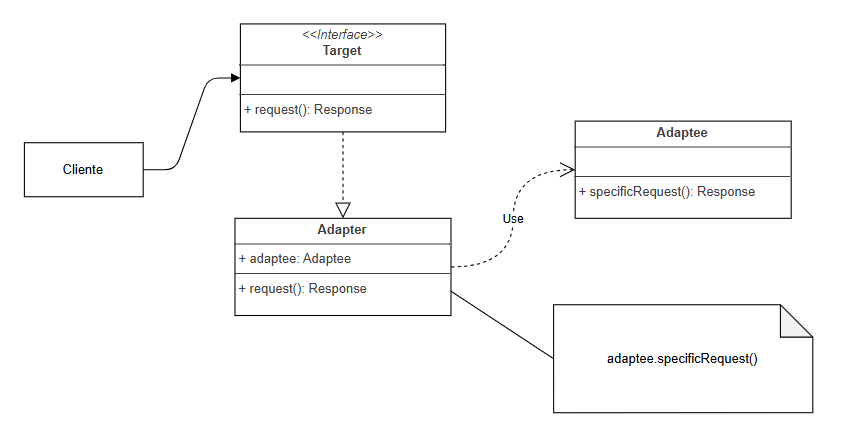 <<Interface>>
Target
+ request(): Response
Cliente
Adaptee
+ specificRequest(): Response
Use
Adapter
+ adaptee: Adaptee
+ request(): Response
adaptee.specificRequest()